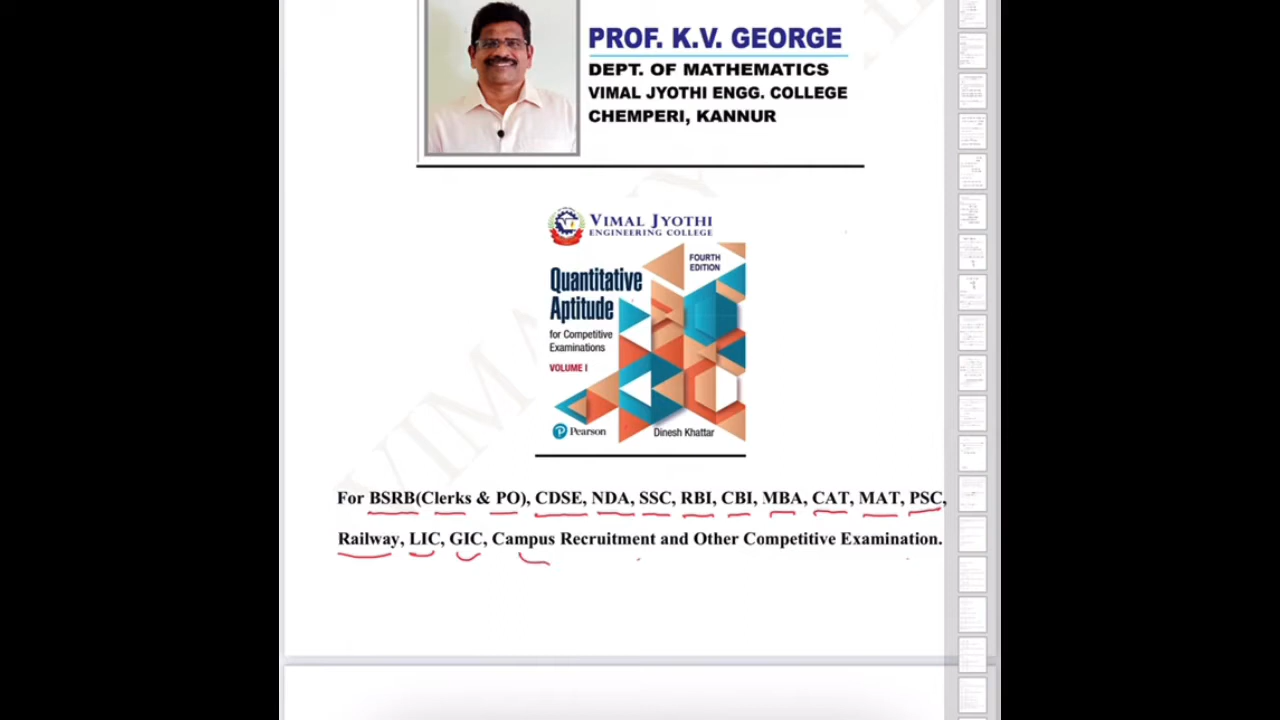 PROF. K.V. GEORGE
DEPT. OF MATHEMATICS
VIMAL JYOTHI ENGG. COLLEGE
CHEMPERI, KANNUR
VIMAL JYOTHI
ENGINEERING COLLEGE
FOURTH
EDITION
Quantitative
Aptitude
for Competitive
Examinations
VOLUME I
Pearson
Dinesh Khattar
For BSRB(Clerks & PO), CDSE, NDA, SSC, RBI, CBI, MBA, CAT, MAT, PSC,
Railway, LIC, GIC, Campus Recruitment and Other Competitive Examination.